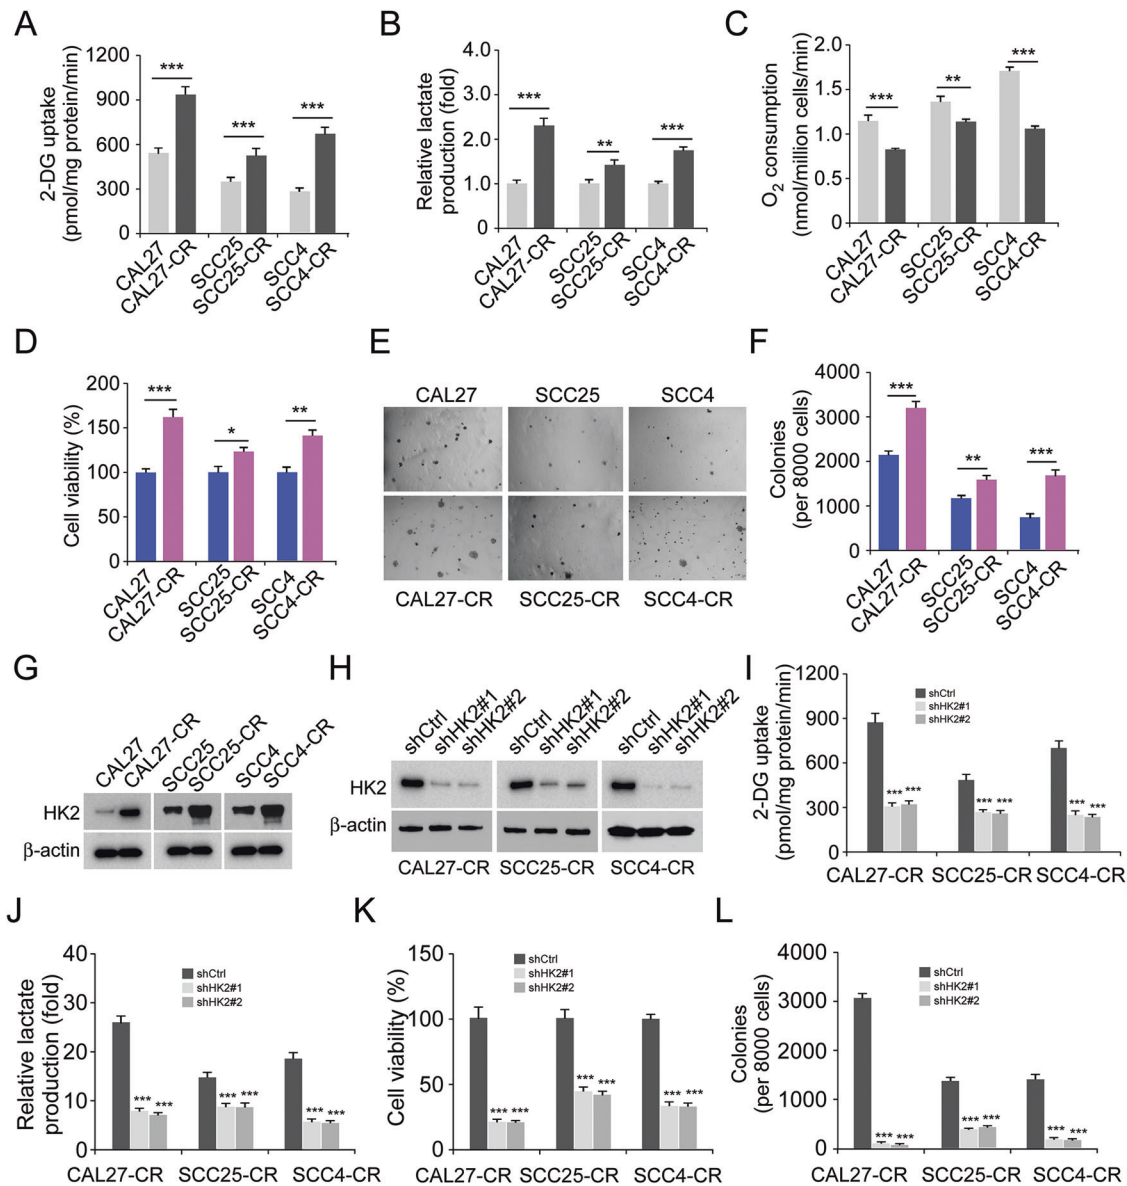 A
2-DG uptake
(pmol/mg protein/min)
1200
900
600
300
0
***
***
***
CAL27
CAL27-CR
SCC25
SCC25-CR
SCC4
SCC4-CR
B
Relative lactate
production (fold)
4.0
3.0
2.0
1.0
0
***
**
***
CAL27
CAL27-CR
SCC25
SCC25-CR
SCC4
SCC4-CR
C
O2 consumption
(nmol/million cells/min)
2.0
1.5
1.0
0.5
0
***
**
***
CAL27
CAL27-CR
SCC25
SCC25-CR
SCC4
SCC4-CR
D
Cell viability (%)
200
150
100
50
0
***
*
**
CAL27
CAL27-CR
SCC25
SCC25-CR
SCC4
SCC4-CR
E
CAL27 SCC25 SCC4
CAL27-CR SCC25-CR SCC4-CR
F
Colonies
(per 8000 cells)
4000
3000
2000
1000
0
***
**
***
CAL27
CAL27-CR
SCC25
SCC25-CR
SCC4
SCC4-CR
G
CAL27
CAL27-CR
SCC25
SCC25-CR
SCC4
SCC4-CR
HK2
β-actin
H
shCtrl
shHK2#1
shHK2#2
shCtrl
shHK2#1
shHK2#2
shCtrl
shHK2#1
shHK2#2
HK2
β-actin
CAL27-CR SCC25-CR SCC4-CR
I
2-DG uptake
(pmol/mg protein/min)
1200
900
600
300
0
shCtrl
shHK2#1
shHK2#2
*** ***
*** ***
*** ***
CAL27-CR SCC25-CR SCC4-CR
J
Relative lactate
production (fold)
40
30
20
10
0
shCtrl
shHK2#1
shHK2#2
*** ***
*** ***
*** ***
CAL27-CR SCC25-CR SCC4-CR
K
Cell viability (%)
150
100
50
0
shCtrl
shHK2#1
shHK2#2
*** ***
*** ***
*** ***
CAL27-CR SCC25-CR SCC4-CR
L
Colonies
(per 8000 cells)
4000
3000
2000
1000
0
shCtrl
shHK2#1
shHK2#2
*** ***
*** ***
*** ***
CAL27-CR SCC25-CR SCC4-CR